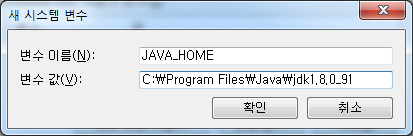 새 시스템 변수
변수 이름(N): JAVA_HOME
변수 값(V): C:₩Program Files₩Java₩jdk1.8.0_91
확인 취소